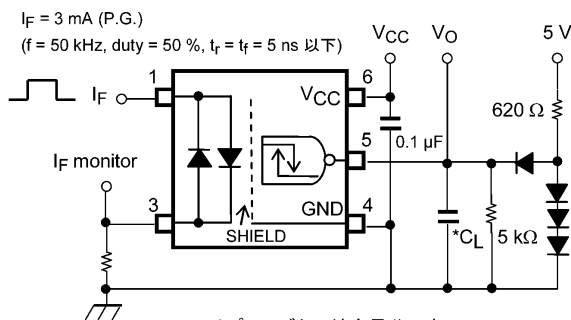 IF = 3 mA (P.G.)
(f = 50 kHz, duty = 50 %, tr = tf = 5 ns 以下)
VCC
VO
5 V
1
6
IF
VCC
620 Ω
5
0.1 μF
IF monitor
3
GND
4
SHIELD
*CL
5 kΩ